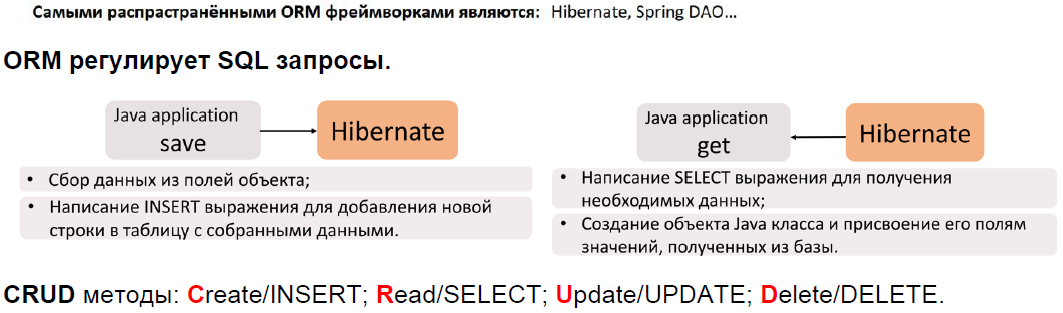 Самыми распрастранёнными ORM фреймворками являются: Hibernate, Spring DAO...
ORM регулирует SQL запросы.
Java application
save
Hibernate
• Сбор данных из полей объекта;
• Написание INSERT выражения для добавления новой
строки в таблицу с собранными данными.
Java application
get
Hibernate
• Написание SELECT выражения для получения
необходимых данных;
• Создание объекта Java класса и присвоение его полям
значений, полученных из базы.
CRUD методы: Create/INSERT; Read/SELECT; Update/UPDATE; Delete/DELETE.